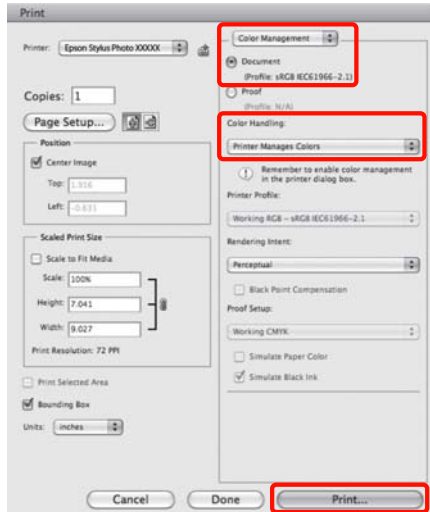 Print
Printer: Epson Stylus Photo XXXXX
Copies: 1
Page Setup...
Position
Center Image
Top: 1.916
Left: -0.631
Scaled Print Size
Scale to Fit Media
Scale: 100%
Height: 7.041
Width: 9.027
Print Resolution: 72 PPI
Print Selected Area
Bounding Box
Units: inches
Color Management
Document
(Profile: sRGB IEC61966-2.1)
Proof
(Profile: N/A)
Color Handling:
Printer Manages Colors
Remember to enable color management
in the printer dialog box.
Printer Profile:
Working RGB - sRGB IEC61966-2.1
Rendering Intent:
Perceptual
Black Point Compensation
Proof Setup:
Working CMYK
Simulate Paper Color
Simulate Black Ink
Cancel
Done
Print...